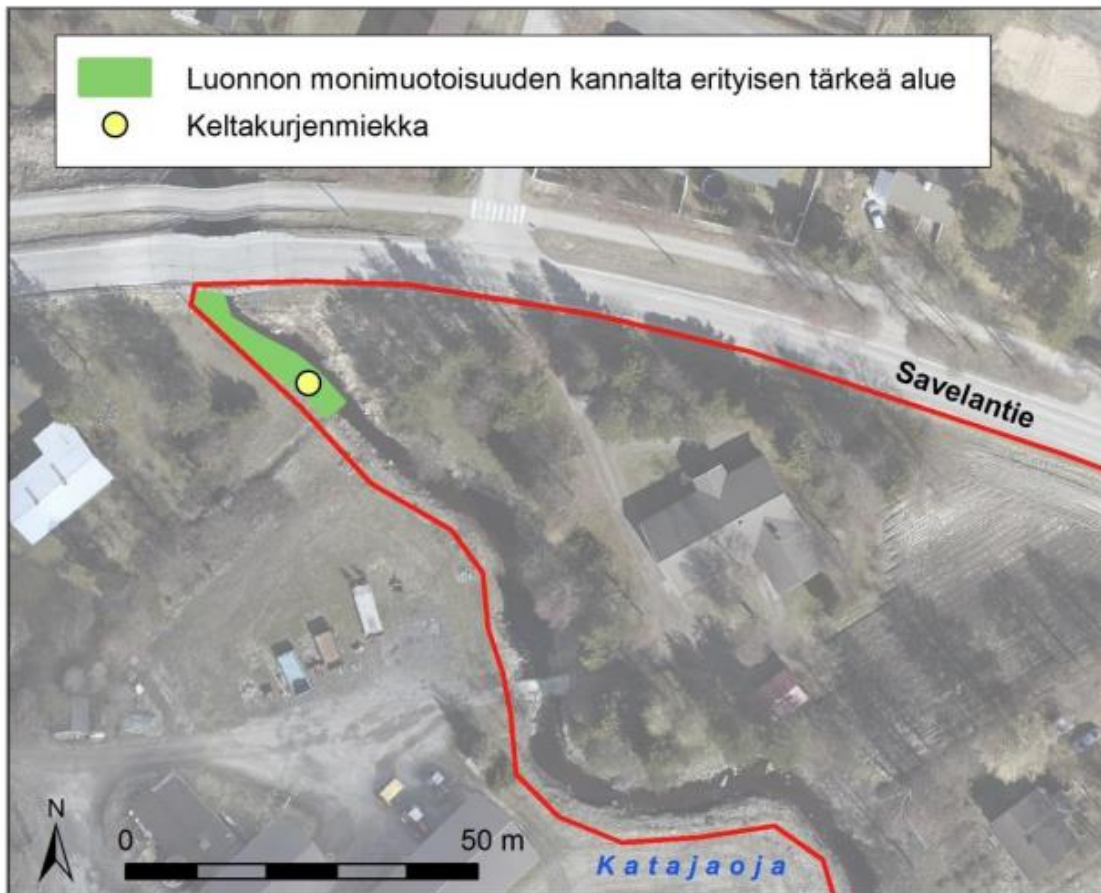 Luonnon monimuotoisuuden kannalta erityisen tärkeä alue
Keltakurjenmiekka
Savelantie
N
0 50 m
Katajaoja